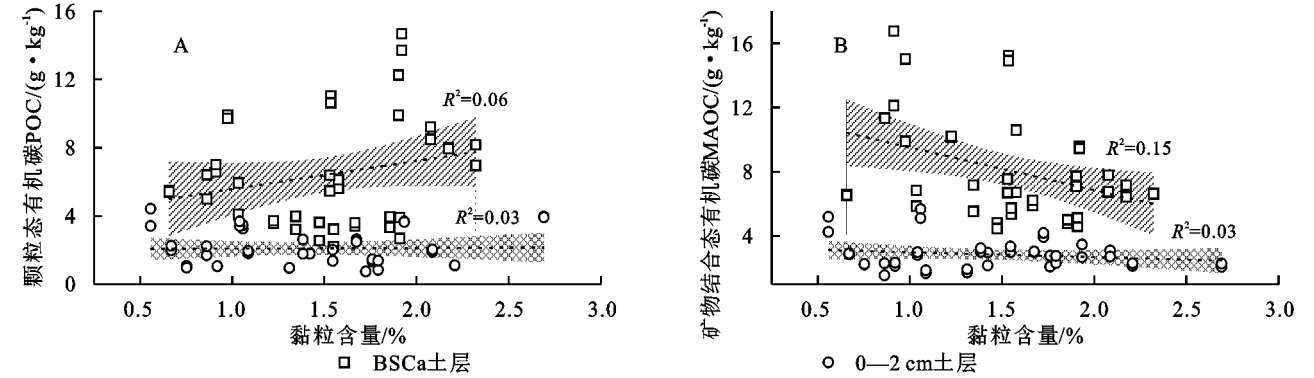 颗粒态有机碳POC/(g·kg⁻¹)
16
12
8
4
0
A
R²=0.06
R²=0.03
0.5 1.0 1.5 2.0 2.5 3.0
黏粒含量/%
矿物结合态有机碳MAOC/(g·kg⁻¹)
16
12
8
4
B
R²=0.15
R²=0.03
0.5 1.0 1.5 2.0 2.5 3.0
黏粒含量/%
BSCa土层
0—2 cm土层